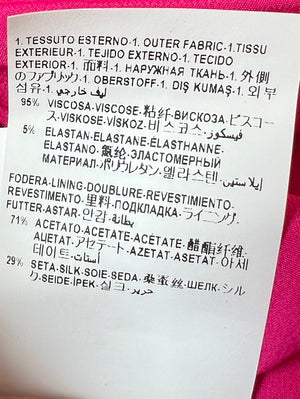 1. TESSUTO ESTERNO-1. OUTER FABRIC-1.TISSU
EXTERIEUR-1. TEJIDO EXTERNO-1. TECIDO
EXTERIOR-1. 面料-1. НАРУЖНАЯ ТКАНЬ-1. 外側
のファブリック-1. OBERSTOFF-1. DIŞ KUMAŞ-1. 외부
섬유-1. ليف خارجي
95% VISCOSA-VISCOSE-粘纤-ВИСКОЗА-ビスコー
ス-VISKOSE-VİSKOZ-비스코스-فيسكوز
5% ELASTAN-ELASTANE-ELASTHANNE-
ELASTANO-氨纶-ЭЛАСТОМЕРНЫЙ
МАТЕРИАЛ-ポリウレタン-엘라스텐-إيلاستين
FODERA-LINING-DOUBLURE-REVESTIMIENTO-
REVESTIMENTO-里料-ПОДКЛАДКА-ライニング-
FUTTER-ASTAR-안감-بطانة
71% ACETATO-ACETATE-ACÉTATE-醋酯纤维-
АЦЕТАТ-アセテート-AZETAT-ASETAT-아세
테이트-أستات
29% SETA-SILK-SOIE-SEDA-桑蚕丝-ШЕЛК-シル
ク-SEIDE-İPEK-실크-حرير